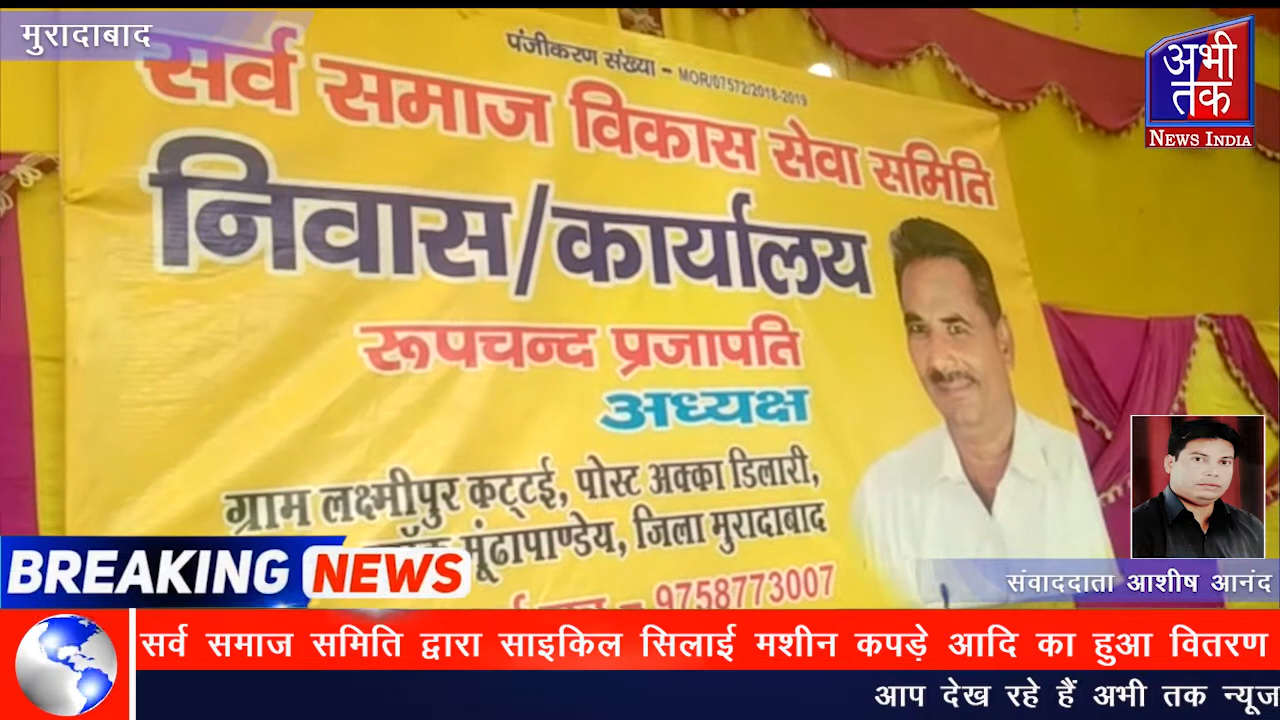 मुरादाबाद
अभी
तक
NEWS INDIA
पंजीकरण संख्या - MOR/07572/2018-2019
सर्व समाज विकास सेवा समिति
निवास/कार्यालय
रूपचन्द प्रजापति
अध्यक्ष
ग्राम लक्ष्मीपुर कट्टई, पोस्ट अक्का डिलारी,
मूंढापाण्डेय, जिला मुरादाबाद
- 9758773007
BREAKING NEWS
संवाददाता आशीष आनंद
सर्व समाज समिति द्वारा साइकिल सिलाई मशीन कपड़े आदि का हुआ वितरण
आप देख रहे हैं अभी तक न्यूज